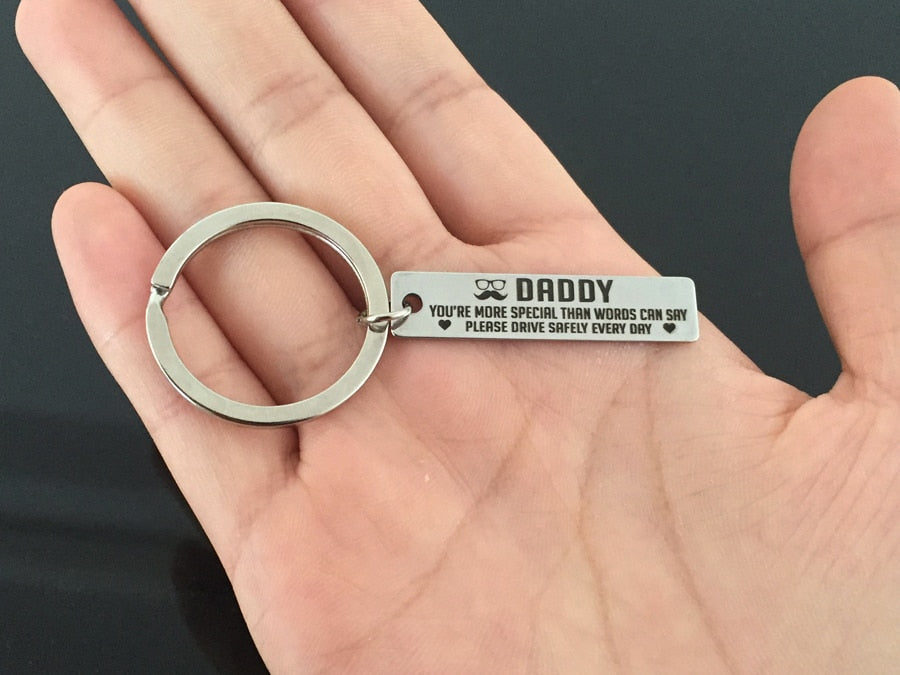 DADDY
YOU'RE MORE SPECIAL THAN WORDS CAN SAY
PLEASE DRIVE SAFELY EVERY DAY